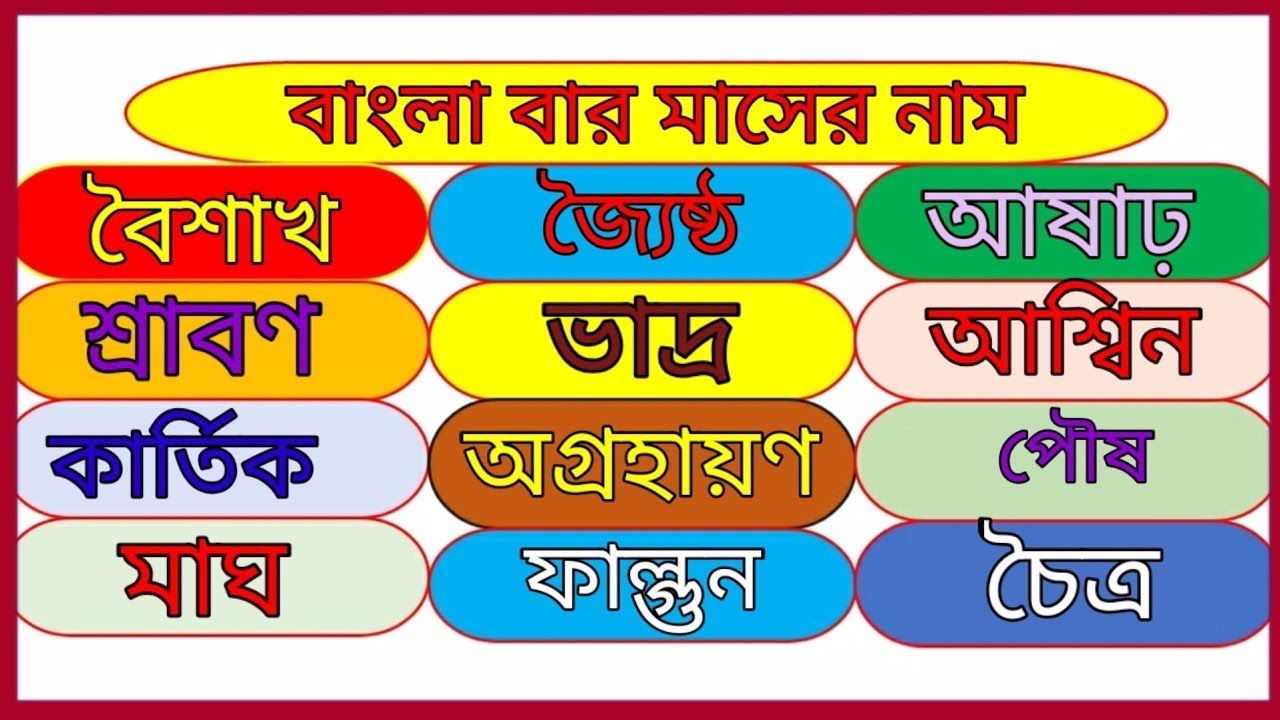 বাংলা বার মাসের নাম
বৈশাখ জ্যৈষ্ঠ আষাঢ়
শ্রাবণ ভাদ্র আশ্বিন
কার্তিক অগ্রহায়ণ পৌষ
মাঘ ফাল্গুন চৈত্র